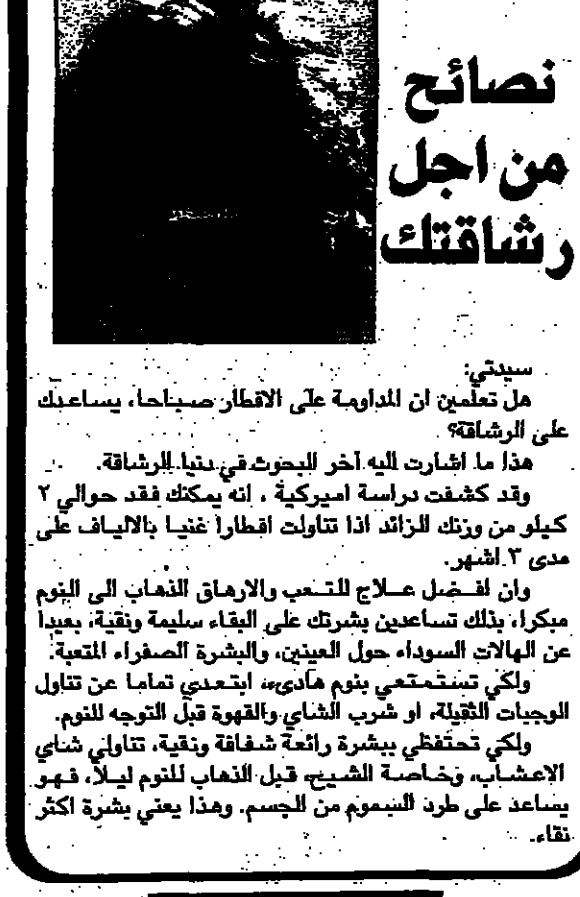 نصائح
من اجل
رشاقتك
سيدتي:
هل تعلمين ان المداومة على الافطار صباحا، يساعدك
على الرشاقة؟
هذا ما اشارت اليه آخر البحوث في دنيا الرشاقة.
وقد كشفت دراسة اميركية، انه يمكنك فقد حوالي ٢
كيلو من وزنك الزائد اذا تناولت افطارا غنيا بالالياف على
مدى ٣ اشهر.
وان افضل علاج للتعب والارهاق الذهاب الى النوم
مبكرا، بذلك تساعدين بشرتك على البقاء سليمة ونقية، بعيدا
عن الهالات السوداء حول العينين، والبشرة الصفراء المتعبة.
ولكي تستمتعي بنوم هاديء، ابتعدي تماما عن تناول
الوجبات الثقيلة، او شرب الشاي والقهوة قبل التوجه للنوم.
ولكي تحتفظي ببشرة رائعة شفافة ونقية، تناولي شاي
الاعشاب، وخاصة الشيح، قبل الذهاب للنوم ليلا، فهو
يساعد على طرد السموم من الجسم. وهذا يعني بشرة اكثر
نقاء.